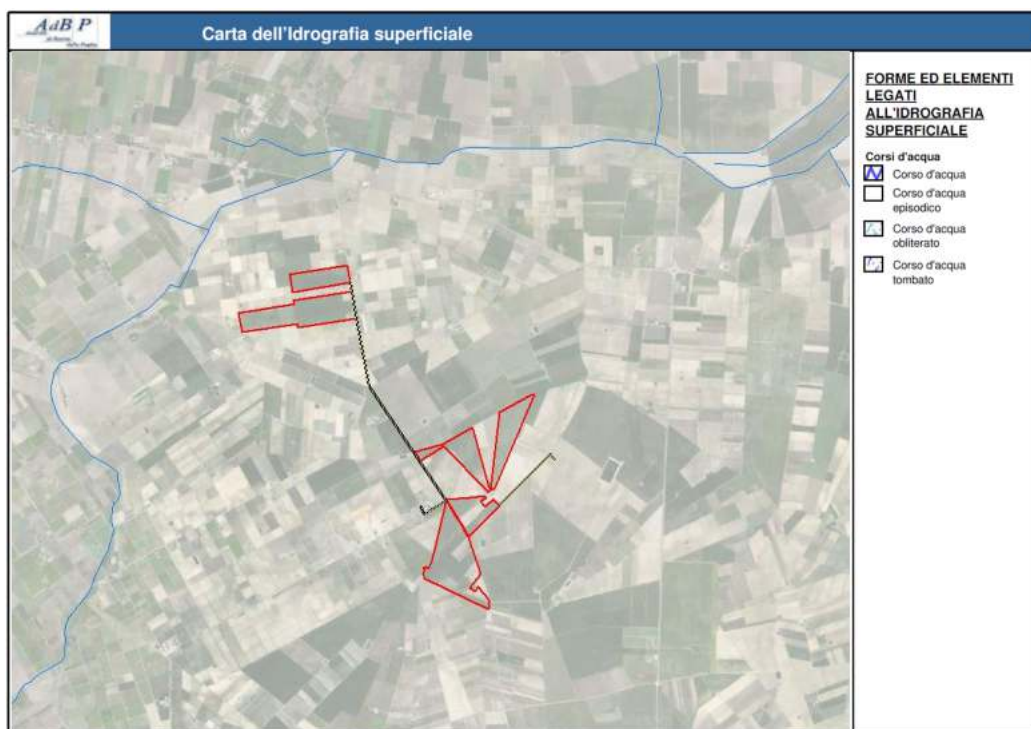 AdB P
Carta dell'Idrografia superficiale
FORME ED ELEMENTI
LEGATI
ALL'IDROGRAFIA
SUPERFICIALE
Corsi d'acqua
Corso d'acqua
Corso d'acqua
episodico
Corso d'acqua
obliterato
Corso d'acqua
tombato